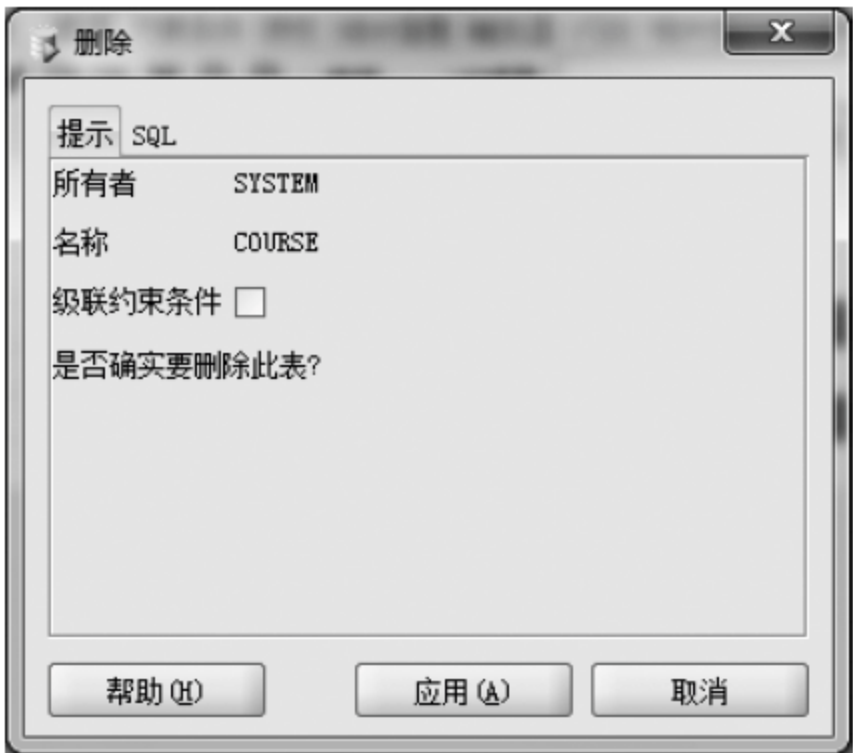 删除
提示 SQL
所有者 SYSTEM
名称 COURSE
级联约束条件
是否确实要删除此表?
帮助(H) 应用(A) 取消